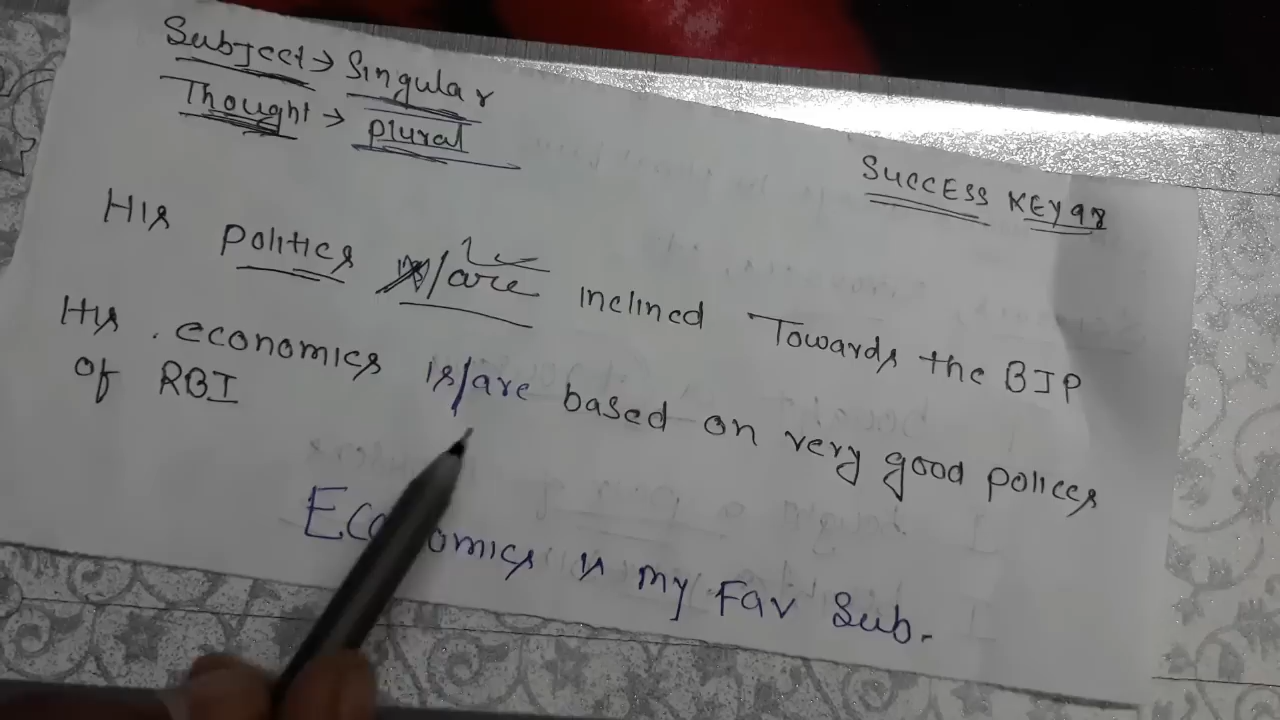 Subject → Singular
Thought → plural
SUCCESS KEY98
His politics is/are inclined Towards the BJP
His . economics is/are based on very good polices
of RBI
Economics is my Fav Sub.